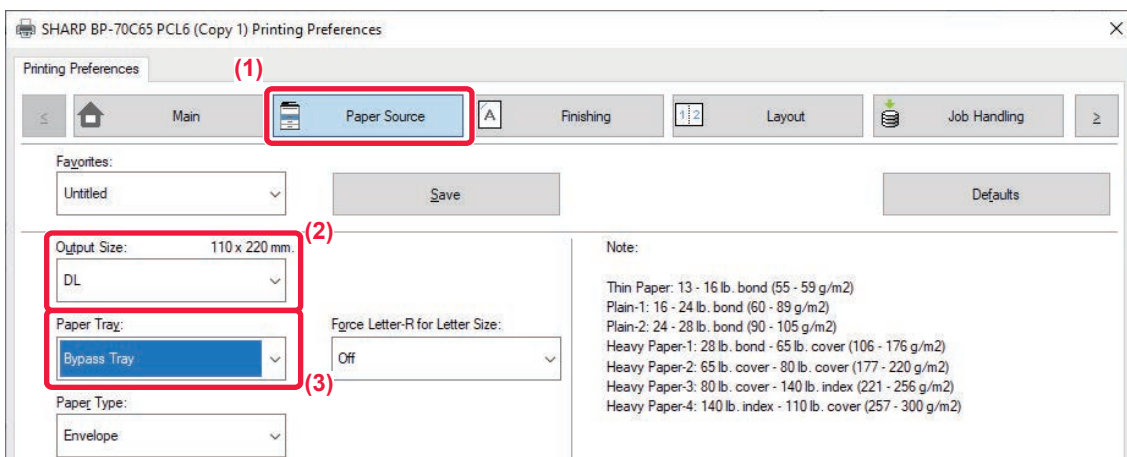 SHARP BP-70C65 PCL6 (Copy 1) Printing Preferences
Printing Preferences
(1)
Main
Paper Source
A
Finishing
1 2
Layout
Job Handling
Favorites:
Untitled
Save
Defaults
(2)
Output Size: 110 x 220 mm.
DL
Note:
Thin Paper: 13 - 16 lb. bond (55 - 59 g/m2)
Plain-1: 16 - 24 lb. bond (60 - 89 g/m2)
Plain-2: 24 - 28 lb. bond (90 - 105 g/m2)
Heavy Paper-1: 28 lb. bond - 65 lb. cover (106 - 176 g/m2)
Heavy Paper-2: 65 lb. cover - 80 lb. cover (177 - 220 g/m2)
Heavy Paper-3: 80 lb. cover - 140 lb. index (221 - 256 g/m2)
Heavy Paper-4: 140 lb. index - 110 lb. cover (257 - 300 g/m2)
Paper Tray:
Bypass Tray
(3)
Force Letter-R for Letter Size:
Off
Paper Type:
Envelope